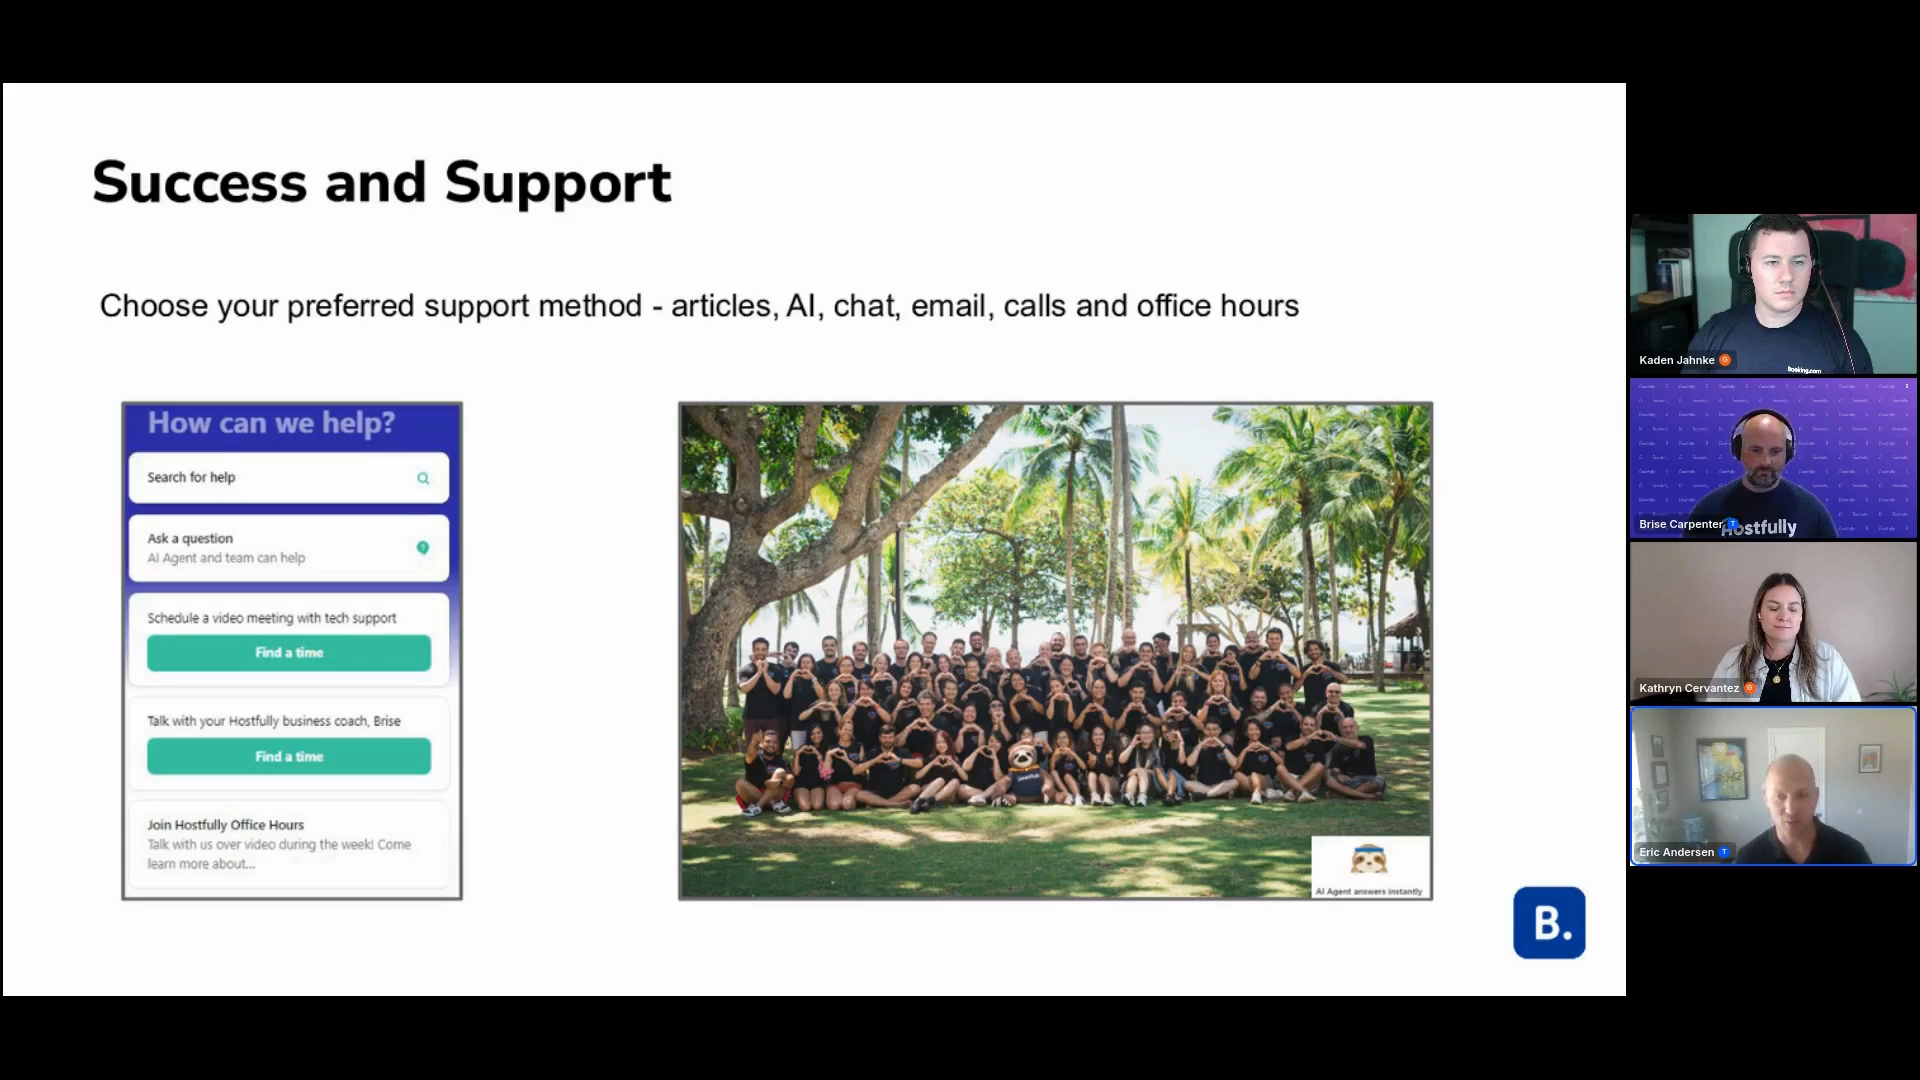 Success and Support
Choose your preferred support method - articles, AI, chat, email, calls and office hours
How can we help?
Search for help
Ask a question
AI Agent and team can help
Schedule a video meeting with tech support
Find a time
Talk with your Hostfully business coach, Brise
Find a time
Join Hostfully Office Hours
Talk with us over video during the week! Come
learn more about...
AI Agent answers instantly
B.
Booking.com
Kaden Jahnke
Hostfully
Brise Carpenter
Kathryn Cervantez
Eric Andersen